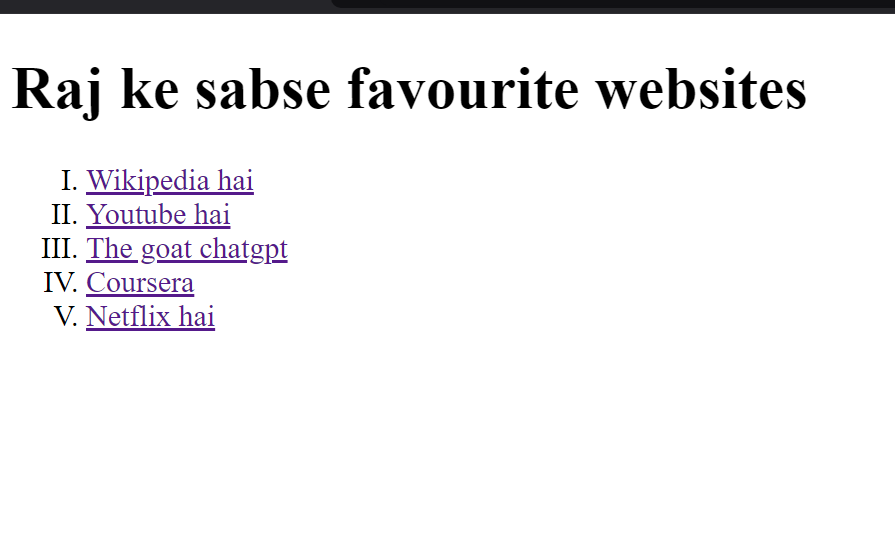 Raj ke sabse favourite websites
I. Wikipedia hai
II. Youtube hai
III. The goat chatgpt
IV. Coursera
V. Netflix hai